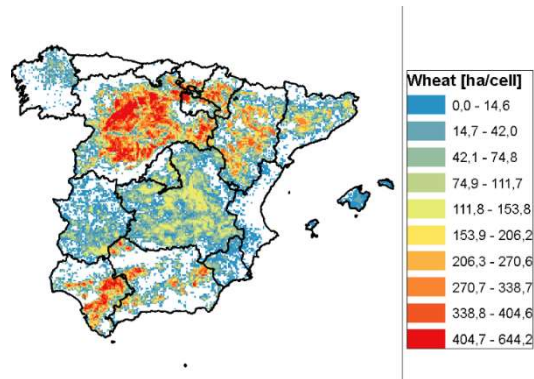 Wheat [ha/cell]
0,0 - 14,6
14,7 - 42,0
42,1 - 74,8
74,9 - 111,7
111,8 - 153,8
153,9 - 206,2
206,3 - 270,6
270,7 - 338,7
338,8 - 404,6
404,7 - 644,2